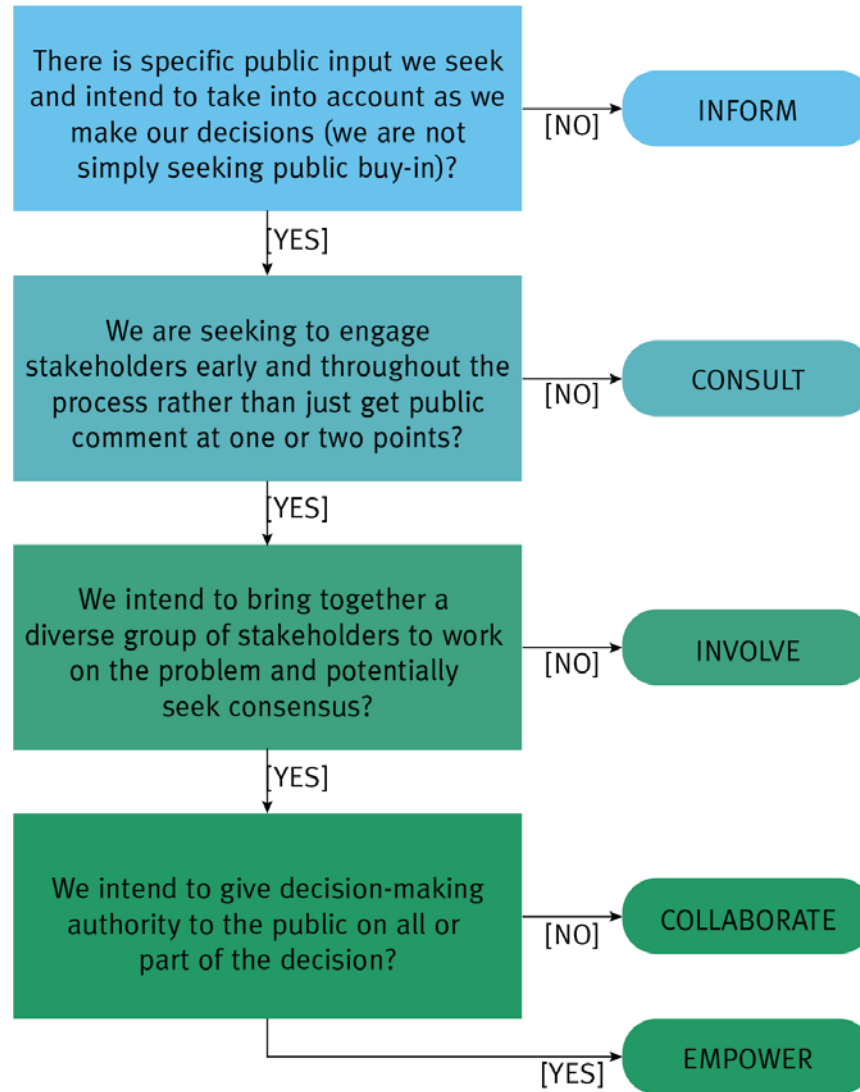 There is specific public input we seek
and intend to take into account as we
make our decisions (we are not
simply seeking public buy-in)?
[NO]
INFORM
[YES]
We are seeking to engage
stakeholders early and throughout the
process rather than just get public
comment at one or two points?
[NO]
CONSULT
[YES]
We intend to bring together a
diverse group of stakeholders to work
on the problem and potentially
seek consensus?
[NO]
INVOLVE
[YES]
We intend to give decision-making
authority to the public on all or
part of the decision?
[NO]
COLLABORATE
[YES]
EMPOWER